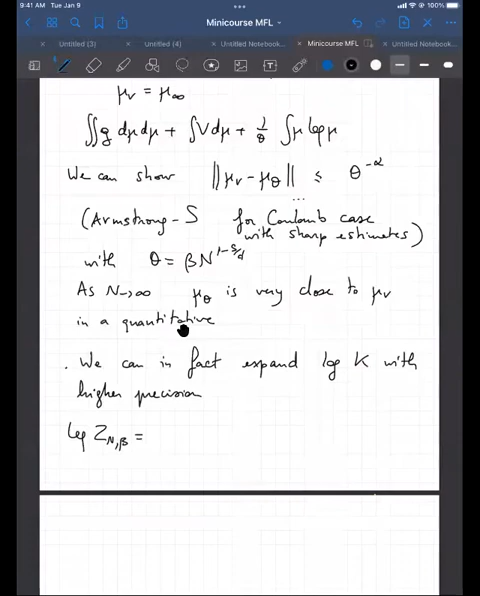 9:41 AM Tue Jan 9
100%
Minicourse MFL
Untitled (3)
Untitled (4)
Untitled Notebook...
Minicourse MFL
Untitled Notebook...
μ_V = μ_∞
∬ g dμ dμ + ∫ V dμ + 1/θ ∫ μ log μ
We can show ‖μ_V − μ_θ‖ ≤ θ^{-α}
...
(Armstrong - S for Coulomb case
with sharp estimates)
with θ = β N^{1-s/d}
As N→∞ μ_θ is very close to μ_V
in a quantitative
. We can in fact expand log K with
higher precision
log Z_{N,β} =